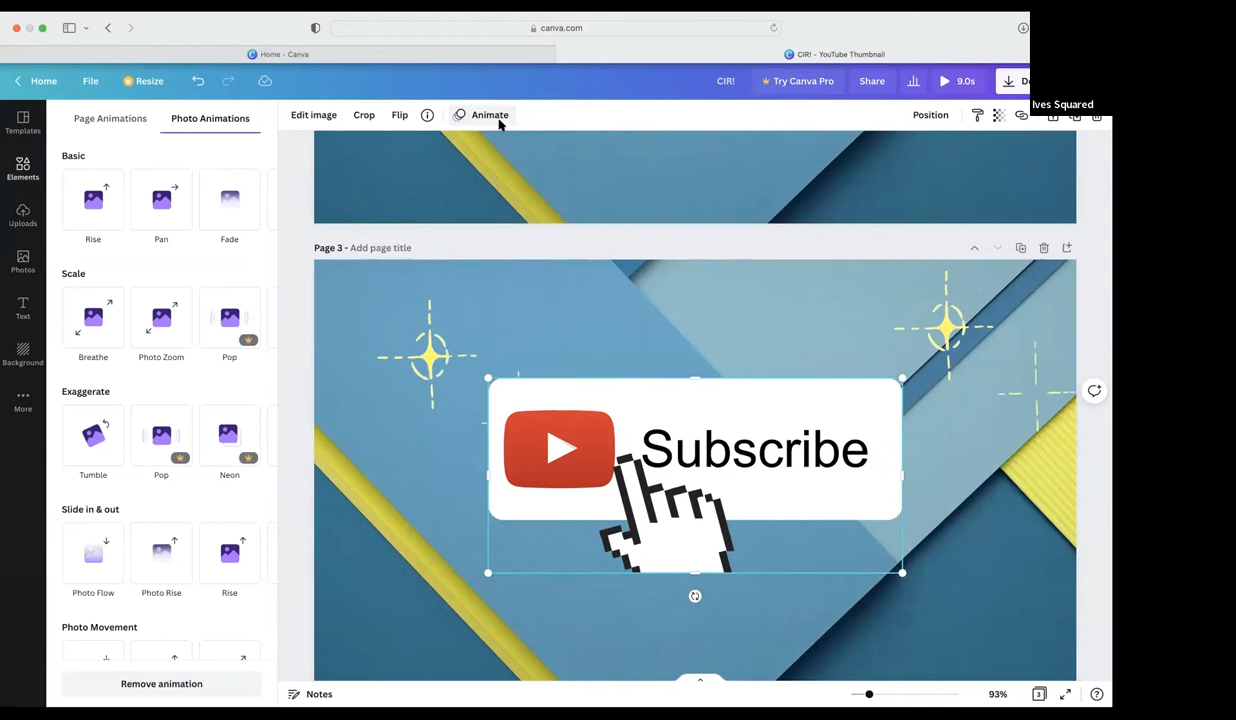 canva.com
Home - Canva
CIR! - YouTube Thumbnail
Home
File
Resize
CIR!
Try Canva Pro
Share
9.0s
Ives Squared
Templates
Elements
Uploads
Photos
Text
Background
More
Page Animations
Photo Animations
Basic
Rise
Pan
Fade
Scale
Breathe
Photo Zoom
Pop
Exaggerate
Tumble
Pop
Neon
Slide in & out
Photo Flow
Photo Rise
Rise
Photo Movement
Remove animation
Edit image
Crop
Flip
Animate
Position
Page 3 - Add page title
Subscribe
Notes
93%
3